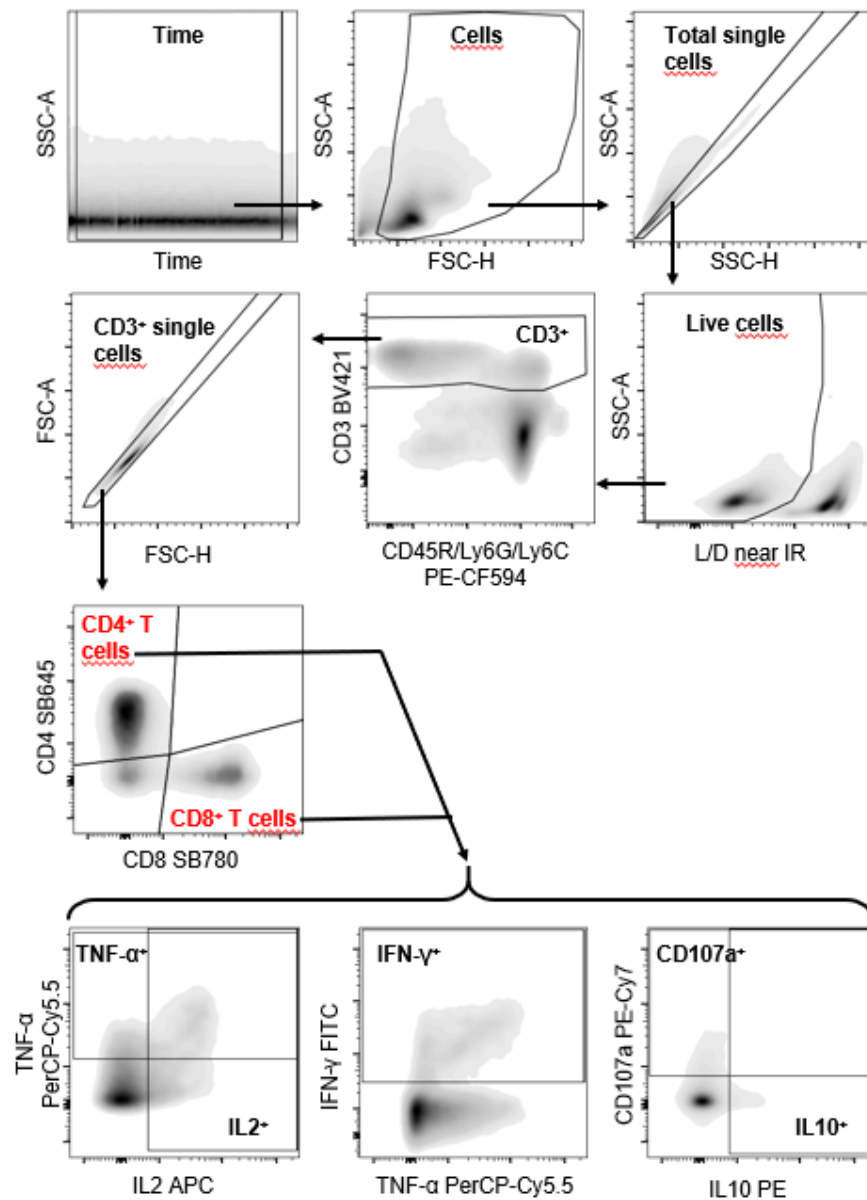 Time
SSC-A
Time
Cells
SSC-A
FSC-H
Total single
cells
SSC-A
SSC-H
CD3⁺ single
cells
FSC-A
FSC-H
CD3⁺
CD3 BV421
CD45R/Ly6G/Ly6C
PE-CF594
Live cells
SSC-A
L/D near IR
CD4⁺ T
cells
CD4 SB645
CD8⁺ T cells
CD8 SB780
TNF-α⁺
TNF-α
PerCP-Cy5.5
IL2⁺
IL2 APC
IFN-γ⁺
IFN-γ FITC
TNF-α PerCP-Cy5.5
CD107a⁺
CD107a PE-Cy7
IL10⁺
IL10 PE